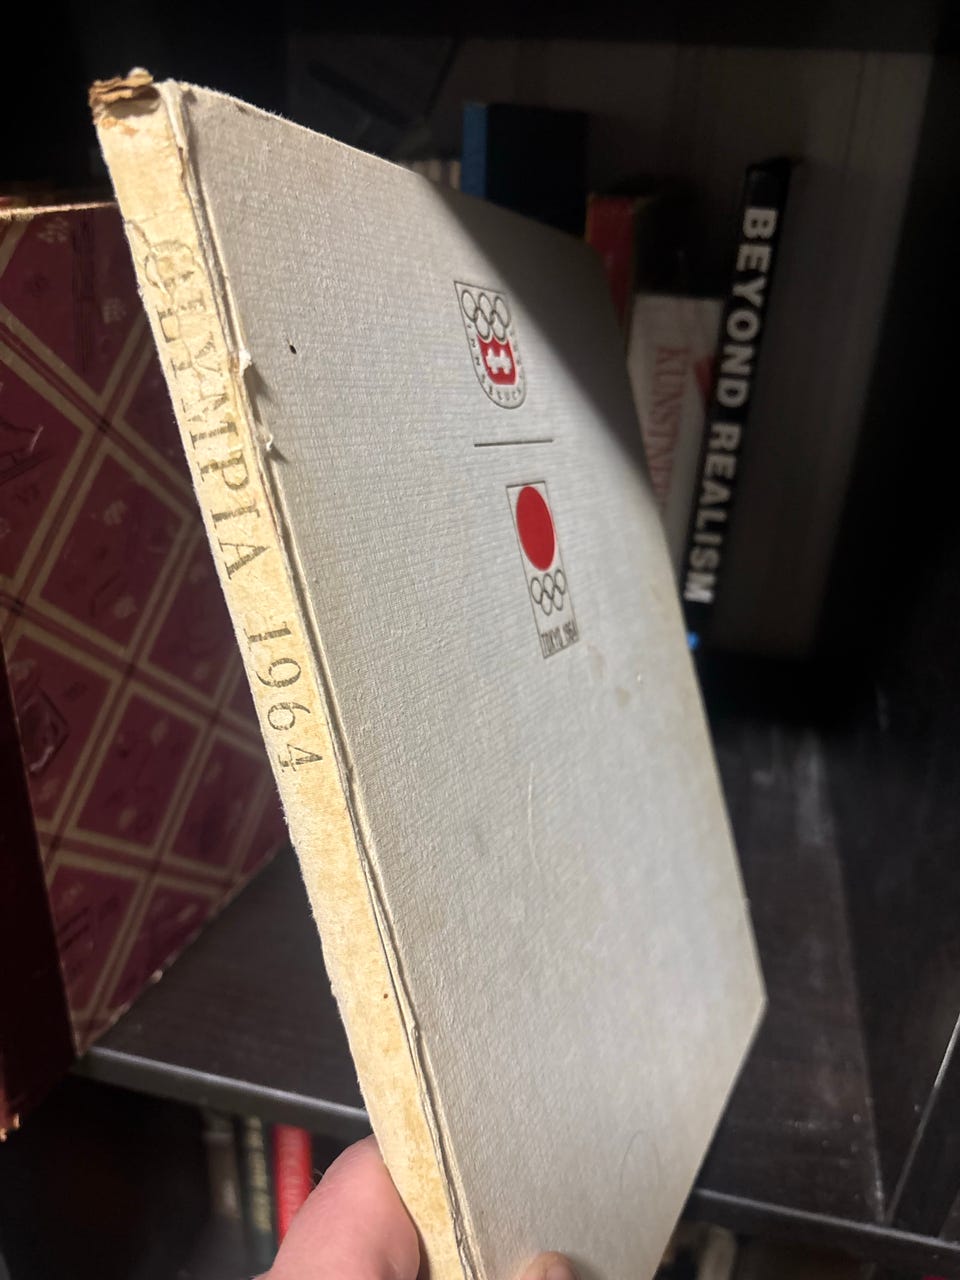 OLYMPIA 1964
INNSBRUCK
TOKYO 1964
BEYOND REALISM